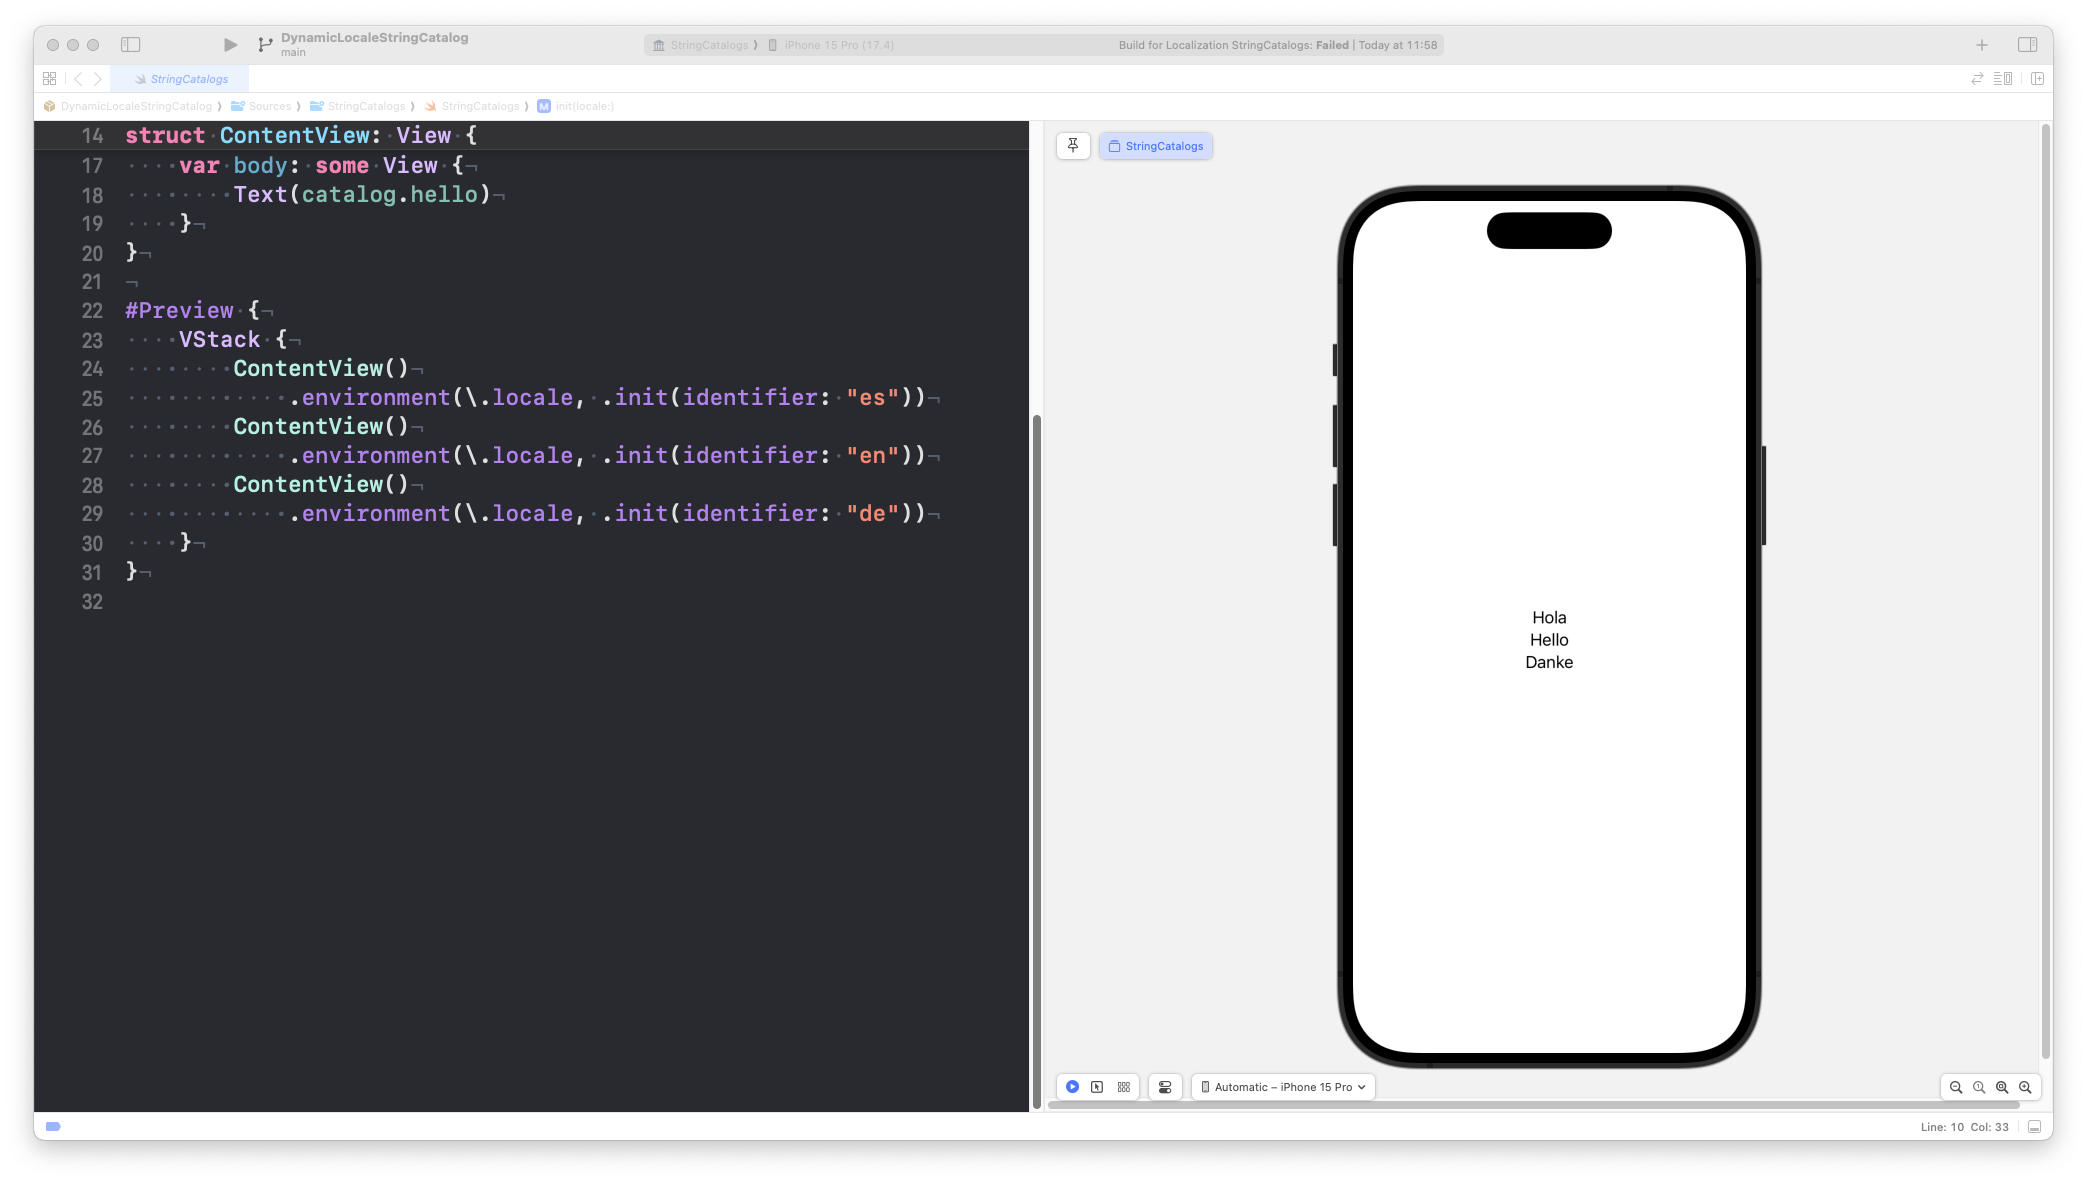 DynamicLocaleStringCatalog
main
StringCatalogs ⟩ iPhone 15 Pro (17.4)
Build for Localization StringCatalogs: Failed | Today at 11:58
StringCatalogs
DynamicLocaleStringCatalog ⟩ Sources ⟩ StringCatalogs ⟩ StringCatalogs ⟩ M init(locale:)
14 struct ContentView: View {
17     var body: some View {
18         Text(catalog.hello)
19     }
20 }
21
22 #Preview {
23     VStack {
24         ContentView()
25             .environment(\.locale, .init(identifier: "es"))
26         ContentView()
27             .environment(\.locale, .init(identifier: "en"))
28         ContentView()
29             .environment(\.locale, .init(identifier: "de"))
30     }
31 }
32
StringCatalogs
Hola
Hello
Danke
Automatic – iPhone 15 Pro
Line: 10 Col: 33